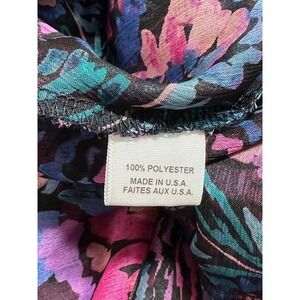 100% POLYESTER
MADE IN U.S.A.
FAITES AUX U.S.A.